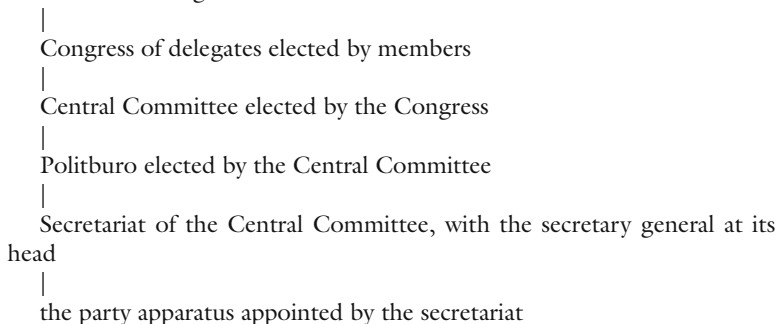 |
Congress of delegates elected by members
|
Central Committee elected by the Congress
|
Politburo elected by the Central Committee
|
Secretariat of the Central Committee, with the secretary general at its
head
|
the party apparatus appointed by the secretariat